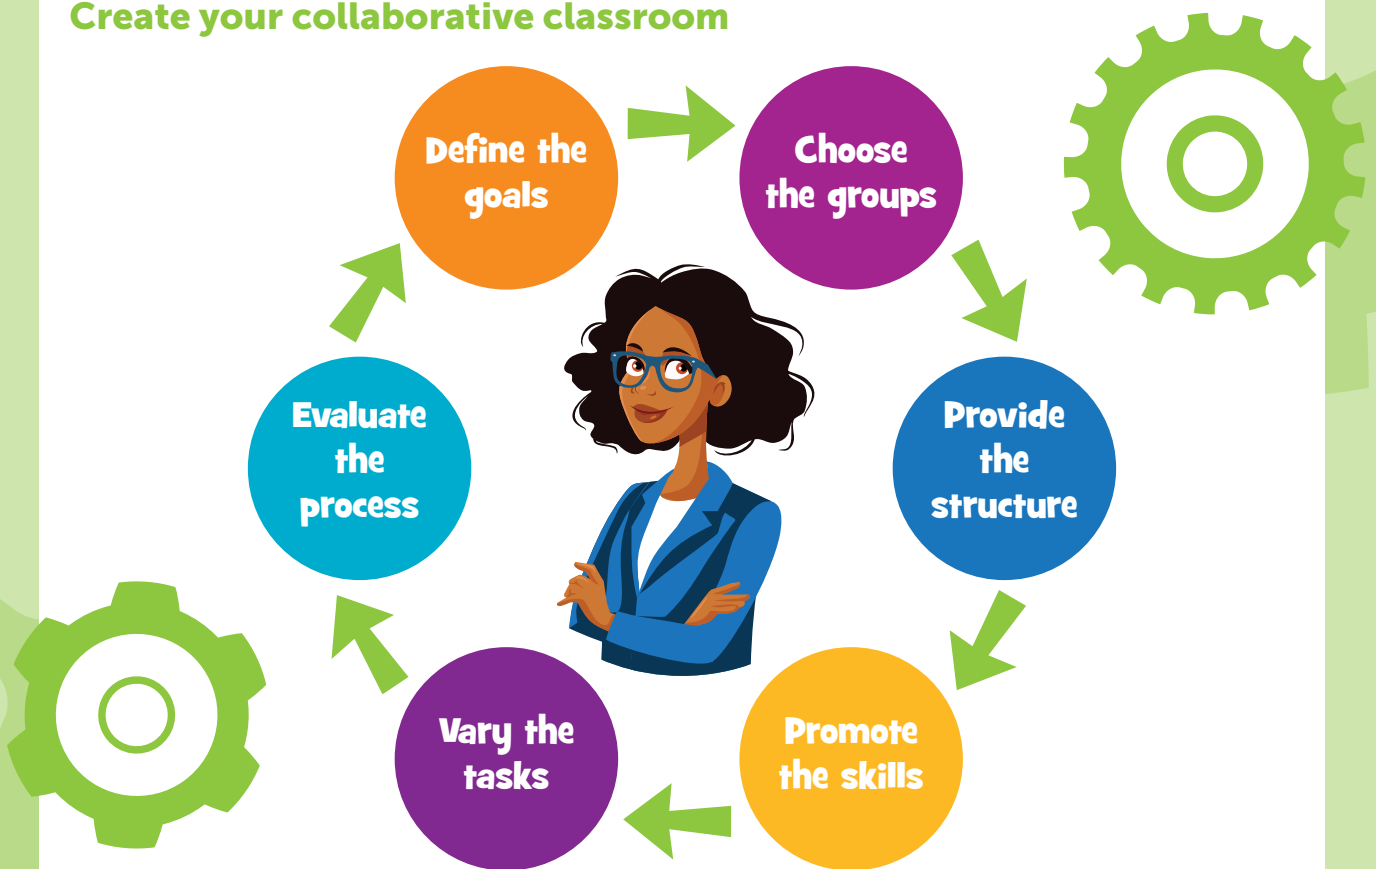 Create your collaborative classroom
Define the
goals
Choose
the groups
Provide
the
structure
Promote
the skills
Vary the
tasks
Evaluate
the
process